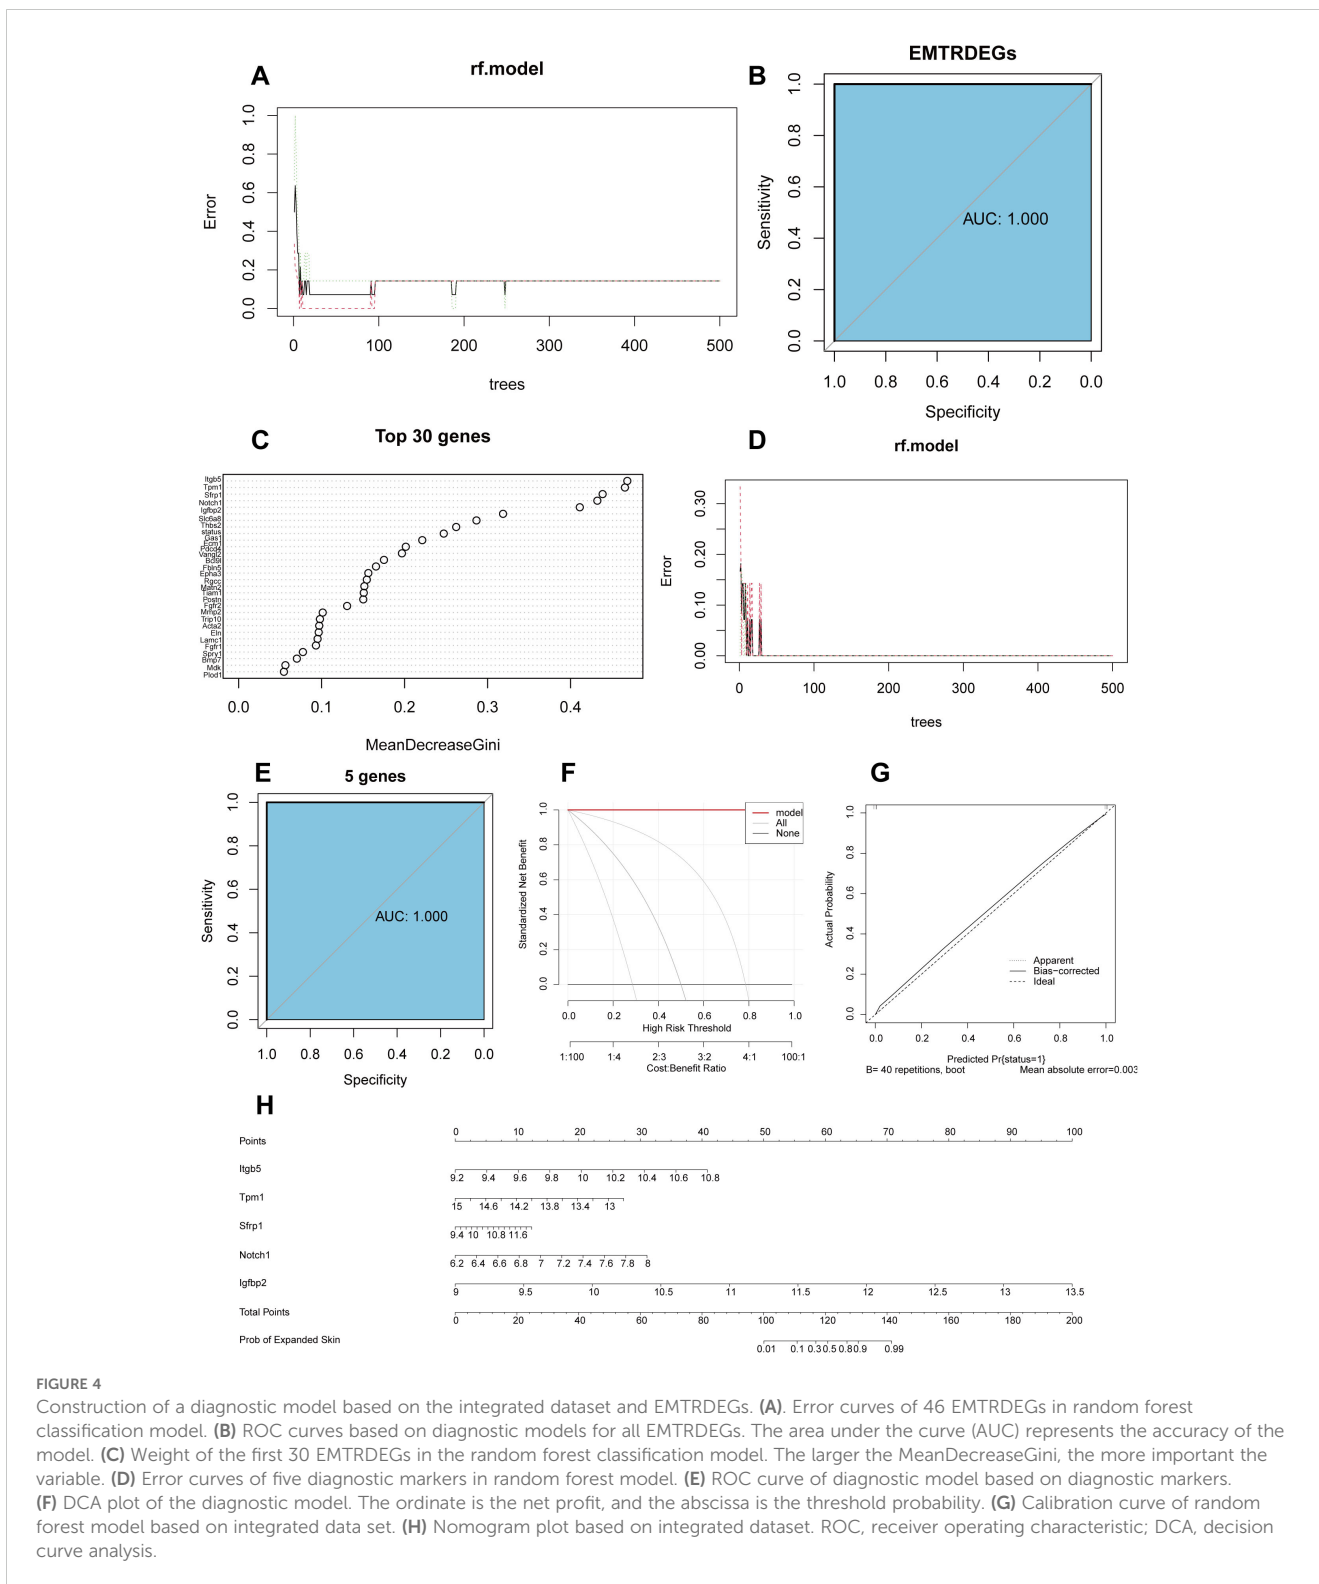 A
rf.model
Error
0.0 0.2 0.4 0.6 0.8 1.0
0 100 200 300 400 500
trees
B
EMTRDEGs
Sensitivity
0.0 0.2 0.4 0.6 0.8 1.0
AUC: 1.000
1.0 0.8 0.6 0.4 0.2 0.0
Specificity
C
Top 30 genes
Itgb5
Tpm1
Sfrp1
Notch1
Igfbp2
Slc6a8
Thbs2
status
Gas1
Ecm1
Pdcd4
Vangl2
Bcl9l
Fbln5
Epha3
Rgcc
Matn2
Tiam1
Postn
Fgfr2
Mmp2
Trip10
Acta2
Eln
Lamc1
Fgfr1
Spry1
Bmp7
Mdk
Plod1
0.0 0.1 0.2 0.3 0.4
MeanDecreaseGini
D
rf.model
Error
0.00 0.10 0.20 0.30
0 100 200 300 400 500
trees
E
5 genes
Sensitivity
0.0 0.2 0.4 0.6 0.8 1.0
AUC: 1.000
1.0 0.8 0.6 0.4 0.2 0.0
Specificity
F
Standardized Net Benefit
0.0 0.2 0.4 0.6 0.8 1.0
model
All
None
0.0 0.2 0.4 0.6 0.8 1.0
High Risk Threshold
1:100 1:4 2:3 3:2 4:1 100:1
Cost:Benefit Ratio
G
Actual Probability
0.0 0.2 0.4 0.6 0.8 1.0
Apparent
Bias-corrected
Ideal
0.0 0.2 0.4 0.6 0.8 1.0
Predicted Pr{status=1}
B= 40 repetitions, boot Mean absolute error=0.003
H
Points 0 10 20 30 40 50 60 70 80 90 100
Itgb5 9.2 9.4 9.6 9.8 10 10.2 10.4 10.6 10.8
Tpm1 15 14.6 14.2 13.8 13.4 13
Sfrp1 9.4 10 10.8 11.6
Notch1 6.2 6.4 6.6 6.8 7 7.2 7.4 7.6 7.8 8
Igfbp2 9 9.5 10 10.5 11 11.5 12 12.5 13 13.5
Total Points 0 20 40 60 80 100 120 140 160 180 200
Prob of Expanded Skin 0.01 0.1 0.3 0.5 0.8 0.9 0.99
FIGURE 4
Construction of a diagnostic model based on the integrated dataset and EMTRDEGs. (A). Error curves of 46 EMTRDEGs in random forest
classification model. (B) ROC curves based on diagnostic models for all EMTRDEGs. The area under the curve (AUC) represents the accuracy of the
model. (C) Weight of the first 30 EMTRDEGs in the random forest classification model. The larger the MeanDecreaseGini, the more important the
variable. (D) Error curves of five diagnostic markers in random forest model. (E) ROC curve of diagnostic model based on diagnostic markers.
(F) DCA plot of the diagnostic model. The ordinate is the net profit, and the abscissa is the threshold probability. (G) Calibration curve of random
forest model based on integrated data set. (H) Nomogram plot based on integrated dataset. ROC, receiver operating characteristic; DCA, decision
curve analysis.